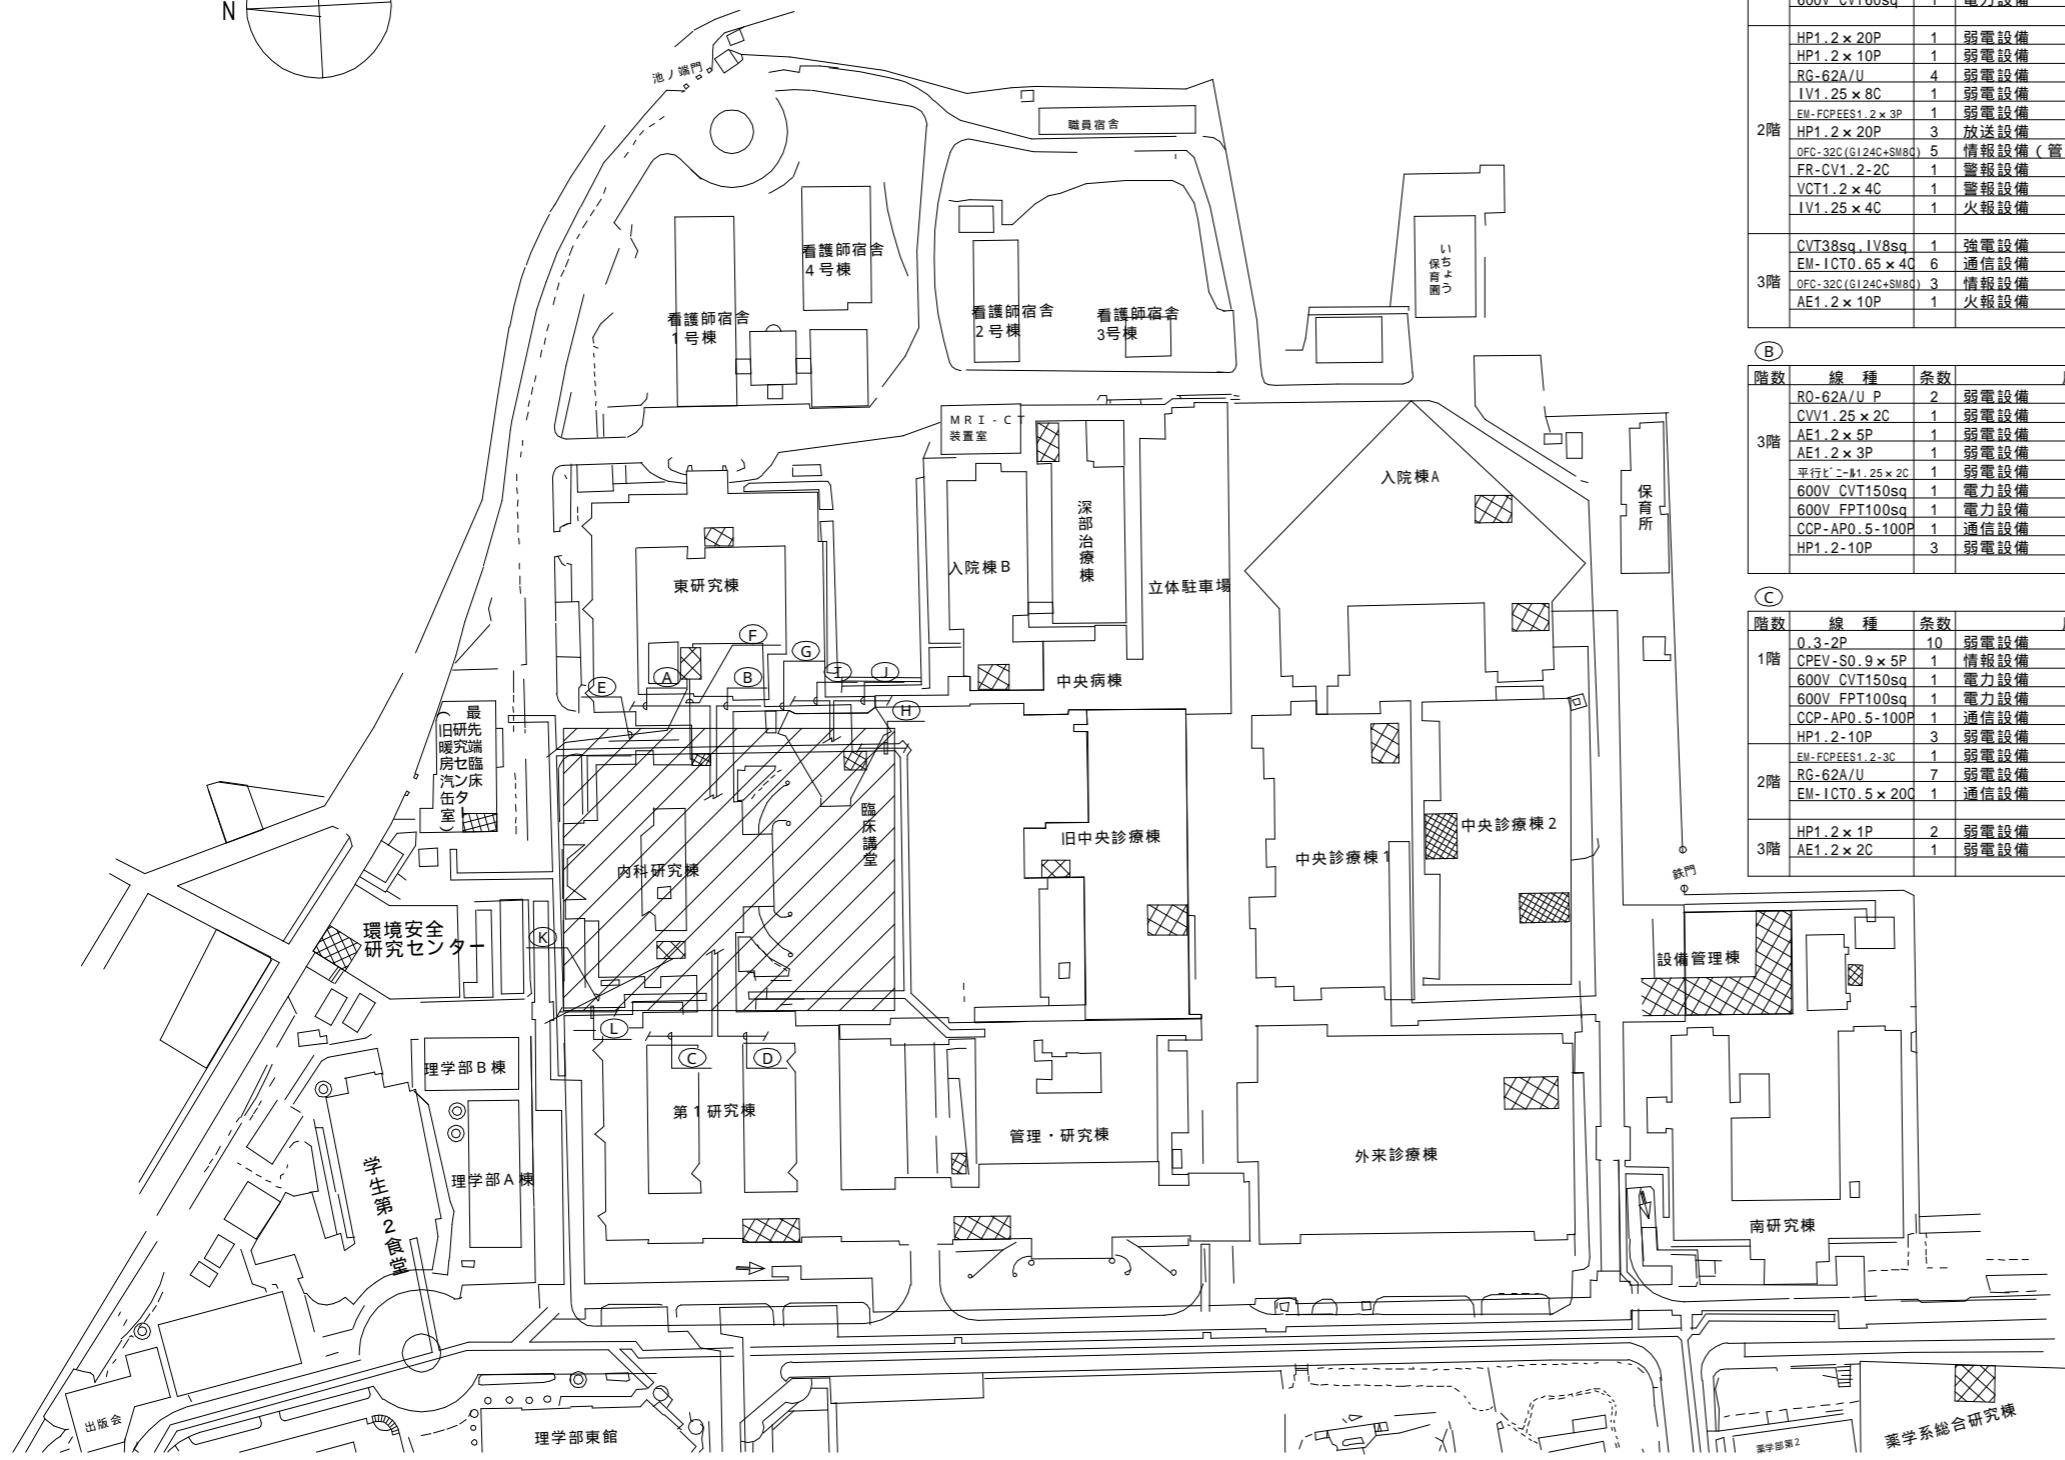 N
池ノ端門
職員宿舎
看護師宿舎
4号棟
看護師宿舎
1号棟
看護師宿舎
2号棟
看護師宿舎
3号棟
いちょう
保育園
MRI-CT
装置室
入院棟A
保育所
深部治療棟
入院棟B
立体駐車場
東研究棟
中央病棟
E
A
F
B
G
I
J
H
最先端臨床
研究センター
(旧暖房汽缶室)
臨床講堂
内科研究棟
旧中央診療棟
中央診療棟1
中央診療棟2
鉄門
環境安全
研究センター
K
L
C
D
設備管理棟
理学部B棟
理学部A棟
学生第2食堂
第1研究棟
管理・研究棟
外来診療棟
南研究棟
出版会
理学部東館
薬学部第2
薬学系総合研究棟
600V CVT60sq 1 電力設備
2階
HP1.2×20P 1 弱電設備
HP1.2×10P 1 弱電設備
RG-62A/U 4 弱電設備
IV1.25×8C 1 弱電設備
EM-FCPEES1.2×3P 1 弱電設備
HP1.2×20P 3 放送設備
OFC-32C(GI24C+SM8C) 5 情報設備(管
FR-CV1.2-2C 1 警報設備
VCT1.2×4C 1 警報設備
IV1.25×4C 1 火報設備
3階
CVT38sq,IV8sq 1 強電設備
EM-ICT0.65×4C 6 通信設備
OFC-32C(GI24C+SM8C) 3 情報設備
AE1.2×10P 1 火報設備
B
階数 線 種 条数
3階
RO-62A/U P 2 弱電設備
CVV1.25×2C 1 弱電設備
AE1.2×5P 1 弱電設備
AE1.2×3P 1 弱電設備
平行ビニール1.25×2C 1 弱電設備
600V CVT150sq 1 電力設備
600V FPT100sq 1 電力設備
CCP-AP0.5-100P 1 通信設備
HP1.2-10P 3 弱電設備
C
階数 線 種 条数
1階
0.3-2P 10 弱電設備
CPEV-S0.9×5P 1 情報設備
600V CVT150sq 1 電力設備
600V FPT100sq 1 電力設備
CCP-AP0.5-100P 1 通信設備
HP1.2-10P 3 弱電設備
2階
EM-FCPEES1.2-3C 1 弱電設備
RG-62A/U 7 弱電設備
EM-ICT0.5×20C 1 通信設備
3階
HP1.2×1P 2 弱電設備
AE1.2×2C 1 弱電設備